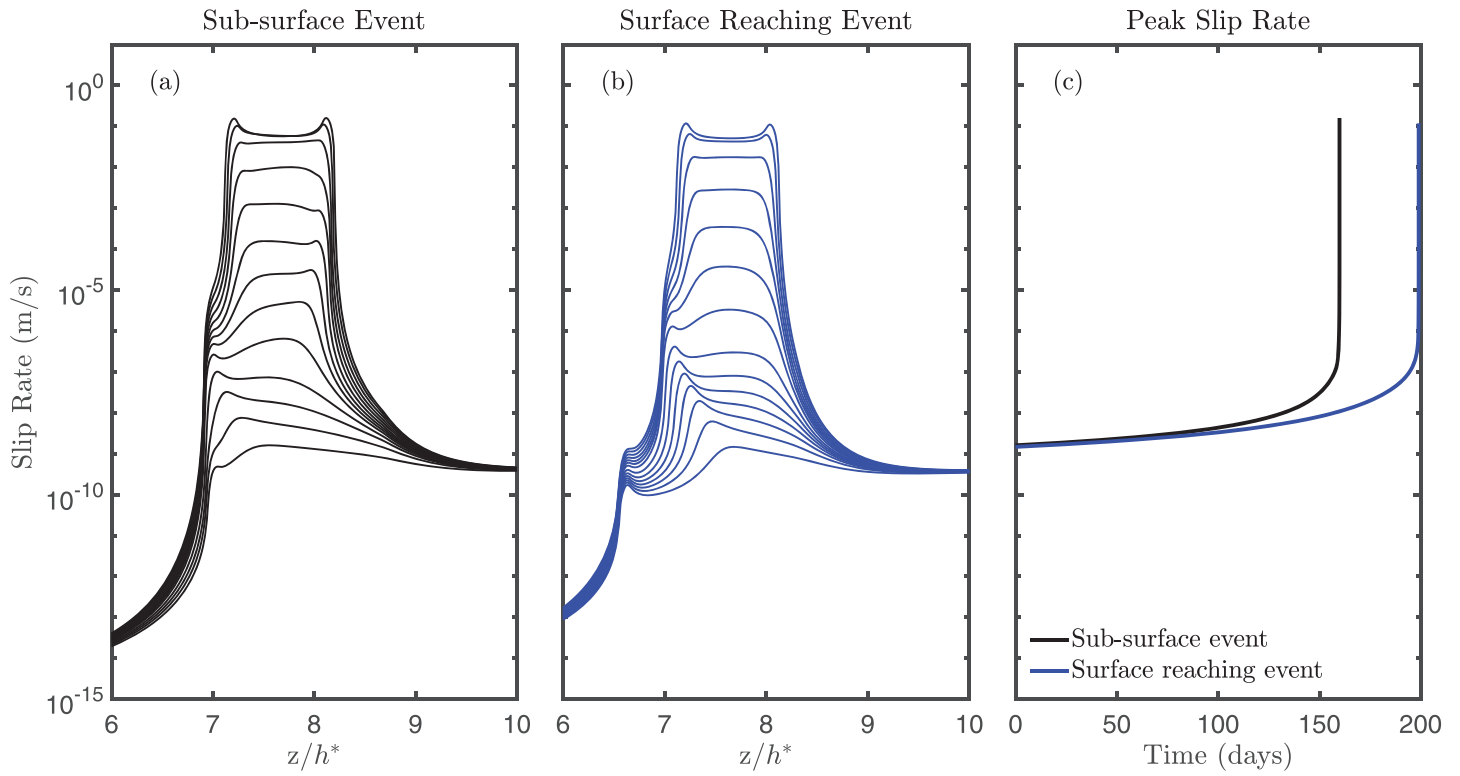 Sub-surface Event
Surface Reaching Event
Peak Slip Rate
(a)
(b)
(c)
10^0
10^-5
10^-10
10^-15
Slip Rate (m/s)
6 7 8 9 10
6 7 8 9 10
0 50 100 150 200
z/h*
z/h*
Time (days)
Sub-surface event
Surface reaching event